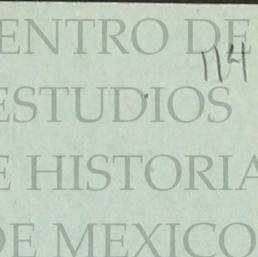 ENTRO DE
114
ESTUDIOS
E HISTORIA
DE MEXICO